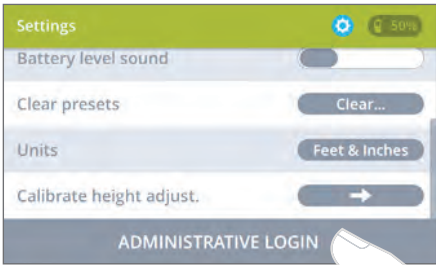 Settings
50%
Battery level sound
Clear presets
Clear...
Units
Feet & Inches
Calibrate height adjust.
ADMINISTRATIVE LOGIN